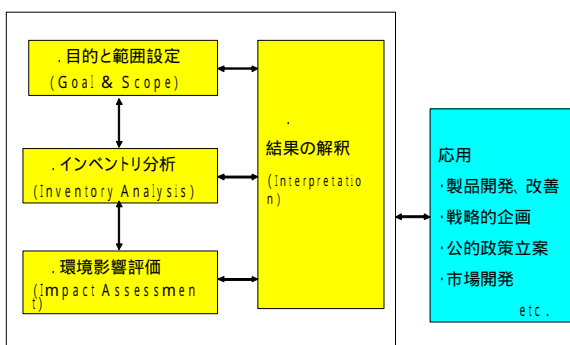 .目的と範囲設定
(Goal & Scope)
.インベントリ分析
(Inventory Analysis)
.環境影響評価
(Impact Assessmen
t)
.
結果の解釈
(Interpretatio
n)
応用
・製品開発、改善
・戦略的企画
・公的政策立案
・市場開発
etc.